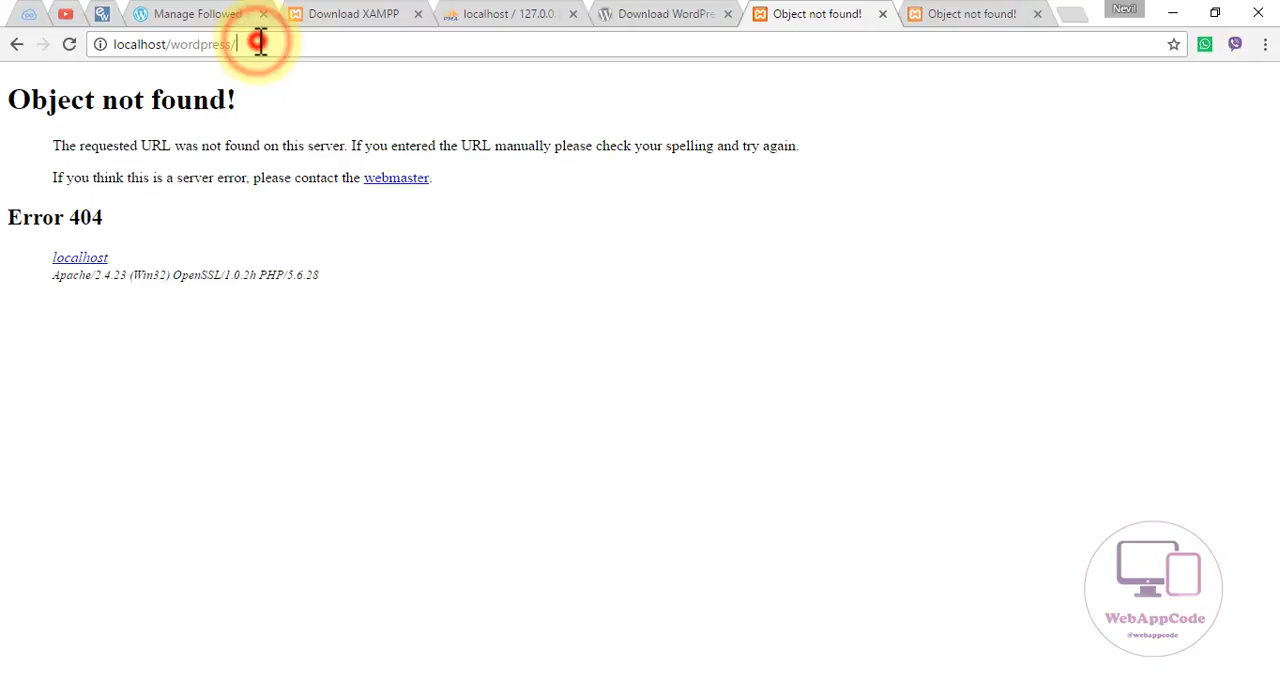 Manage Followed
Download XAMPP
localhost / 127.0.0.
Download WordPre
Object not found!
Object not found!
Nevil
localhost/wordpress/
Object not found!
The requested URL was not found on this server. If you entered the URL manually please check your spelling and try again.
If you think this is a server error, please contact the webmaster.
Error 404
localhost
Apache/2.4.23 (Win32) OpenSSL/1.0.2h PHP/5.6.28
WebAppCode
@webappcode